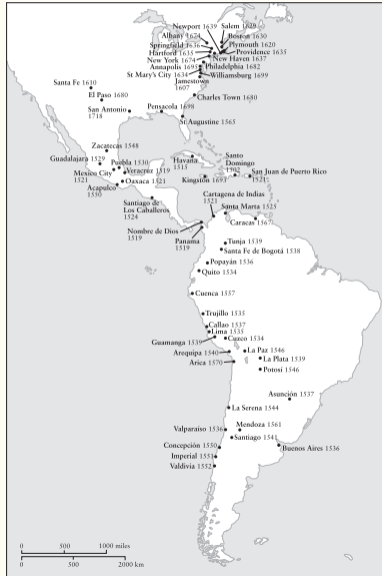 Newport 1639
Salem 1629
Albany 1624
Boston 1630
Springfield 1636
Plymouth 1620
Hartford 1635
Providence 1635
New York 1674
New Haven 1637
Annapolis 1695
Philadelphia 1682
St Mary's City 1634
Williamsburg 1699
Jamestown
1607
Santa Fe 1610
El Paso 1680
Charles Town 1680
San Antonio
1718
Pensacola 1698
St Augustine 1565
Zacatecas 1548
Guadalajara 1529
Puebla 1530
Havana
1515
Santo
Domingo
1502
San Juan de Puerto Rico
1521
Mexico City
1521
Veracruz 1519
Kingston 1693
Oaxaca 1521
Acapulco
1550
Cartagena de Indias
1521
Santa Marta 1525
Santiago de
Los Caballeros
1524
Caracas 1567
Nombre de Dios
1519
Panama
1519
Tunja 1539
Santa Fe de Bogotá 1538
Popayán 1536
Quito 1534
Cuenca 1557
Trujillo 1535
Callao 1537
Lima 1535
Guamanga 1539
Cuzco 1534
Arequipa 1540
La Paz 1546
La Plata 1539
Arica 1570
Potosí 1546
Asunción 1537
La Serena 1544
Valparaíso 1536
Mendoza 1561
Santiago 1541
Concepción 1550
Buenos Aires 1536
Imperial 1551
Valdivia 1552
0 500 1000 miles
0 500 2000 km